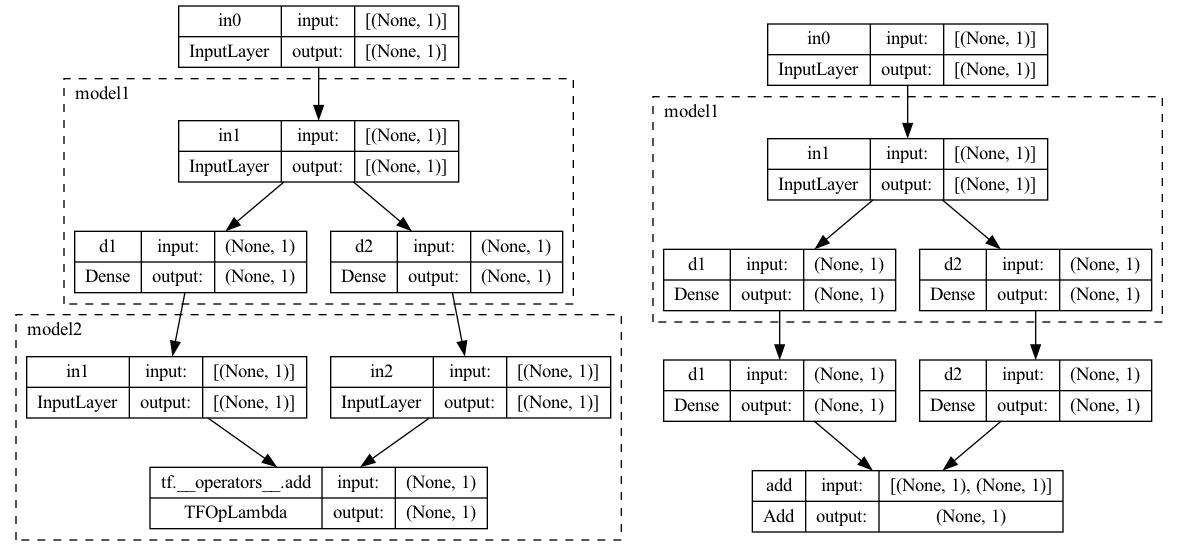 in0 input: [(None, 1)]
InputLayer output: [(None, 1)]
model1
in1 input: [(None, 1)]
InputLayer output: [(None, 1)]
d1 input: (None, 1)
Dense output: (None, 1)
d2 input: (None, 1)
Dense output: (None, 1)
model2
in1 input: [(None, 1)]
InputLayer output: [(None, 1)]
in2 input: [(None, 1)]
InputLayer output: [(None, 1)]
tf.__operators__.add input: (None, 1)
TFOpLambda output: (None, 1)
in0 input: [(None, 1)]
InputLayer output: [(None, 1)]
model1
in1 input: [(None, 1)]
InputLayer output: [(None, 1)]
d1 input: (None, 1)
Dense output: (None, 1)
d2 input: (None, 1)
Dense output: (None, 1)
d1 input: (None, 1)
Dense output: (None, 1)
d2 input: (None, 1)
Dense output: (None, 1)
add input: [(None, 1), (None, 1)]
Add output: (None, 1)